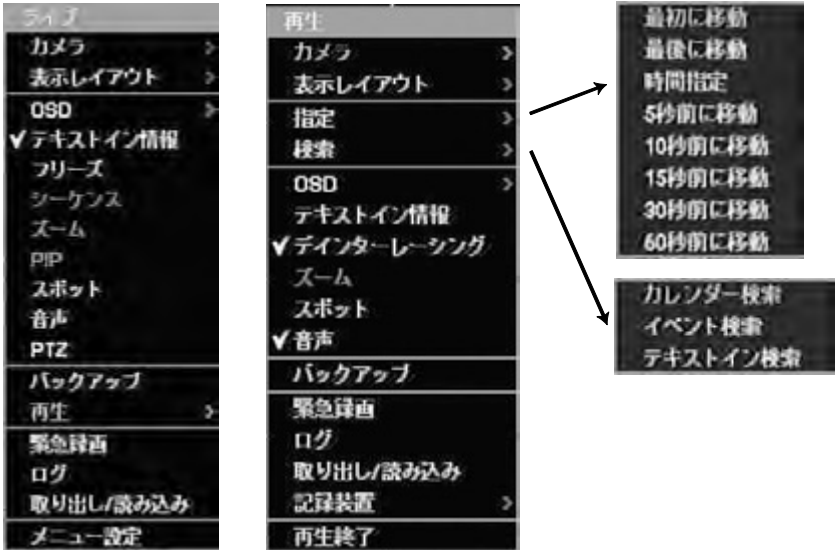 ライブ
カメラ
表示レイアウト
OSD
テキストイン情報
フリーズ
シーケンス
ズーム
PIP
スポット
音声
PTZ
バックアップ
再生
緊急録画
ログ
取り出し/読み込み
メニュー設定
再生
カメラ
表示レイアウト
指定
検索
OSD
テキストイン情報
デインターレーシング
ズーム
スポット
音声
バックアップ
緊急録画
ログ
取り出し/読み込み
記録装置
再生終了
最初に移動
最後に移動
時間指定
5秒前に移動
10秒前に移動
15秒前に移動
30秒前に移動
60秒前に移動
カレンダー検索
イベント検索
テキストイン検索